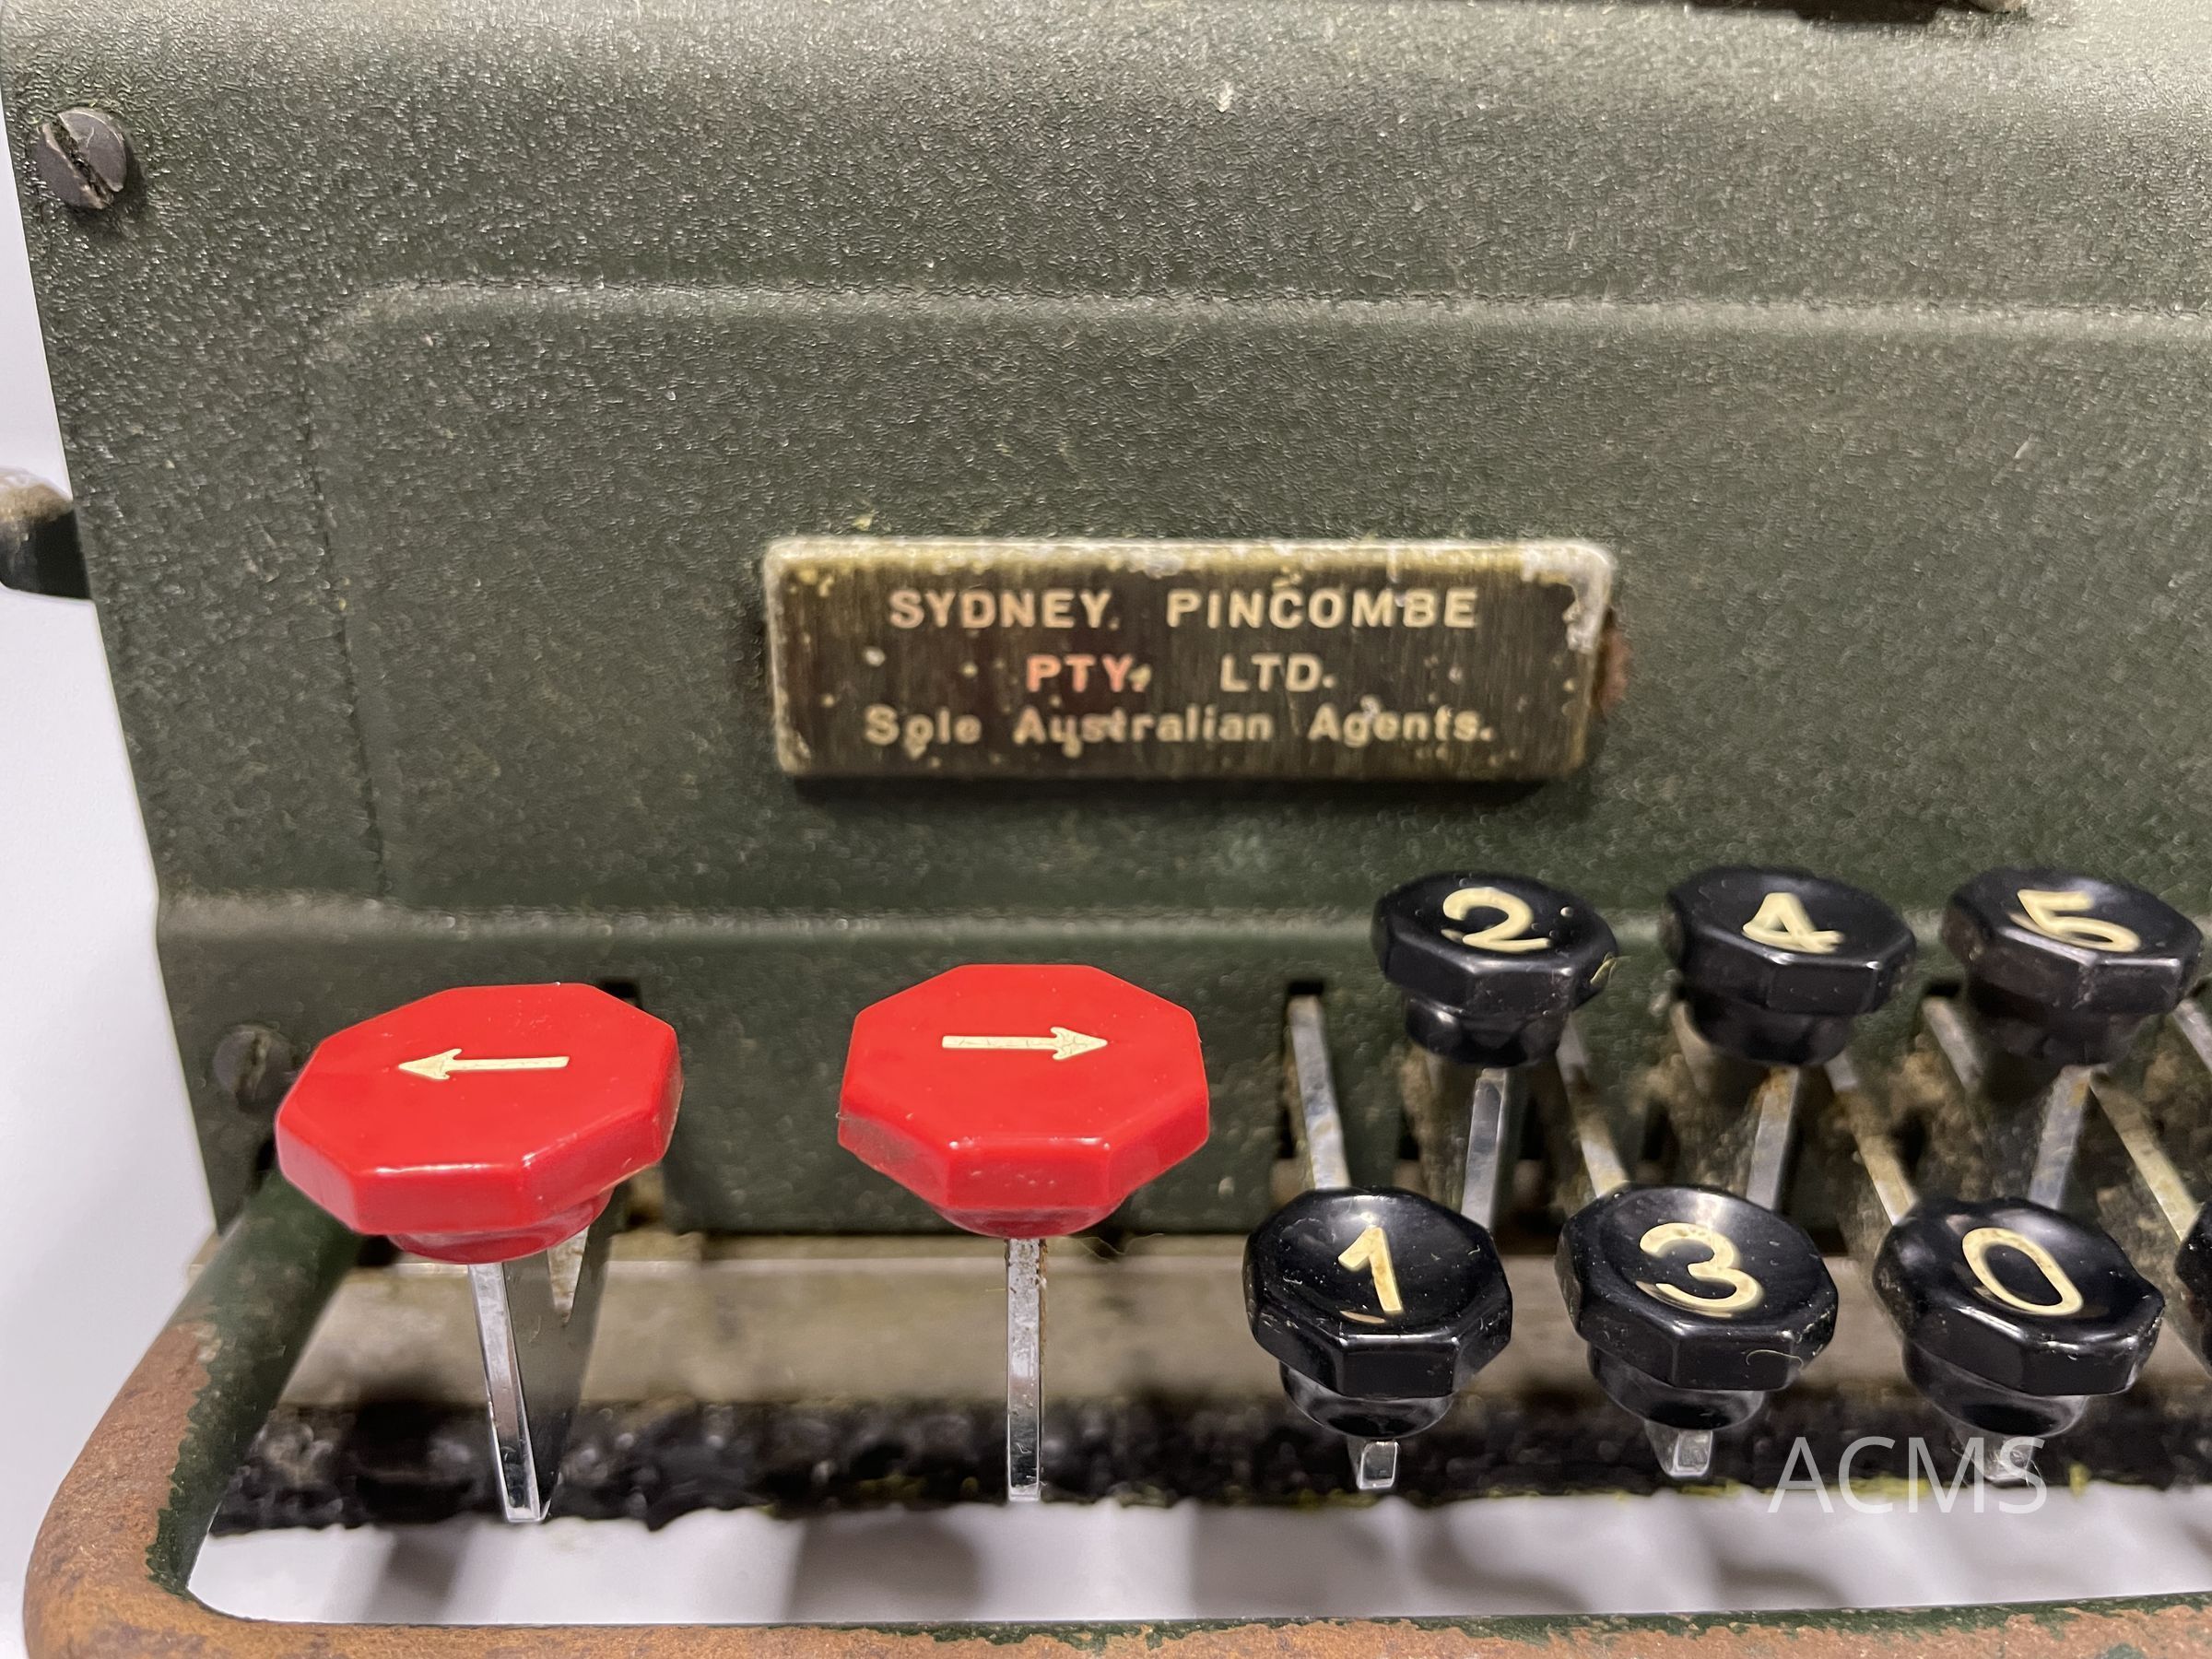 SYDNEY. PINCOMBE
PTY. LTD.
Sole Australian Agents.
← →
2 4 5
1 3 0
ACMS